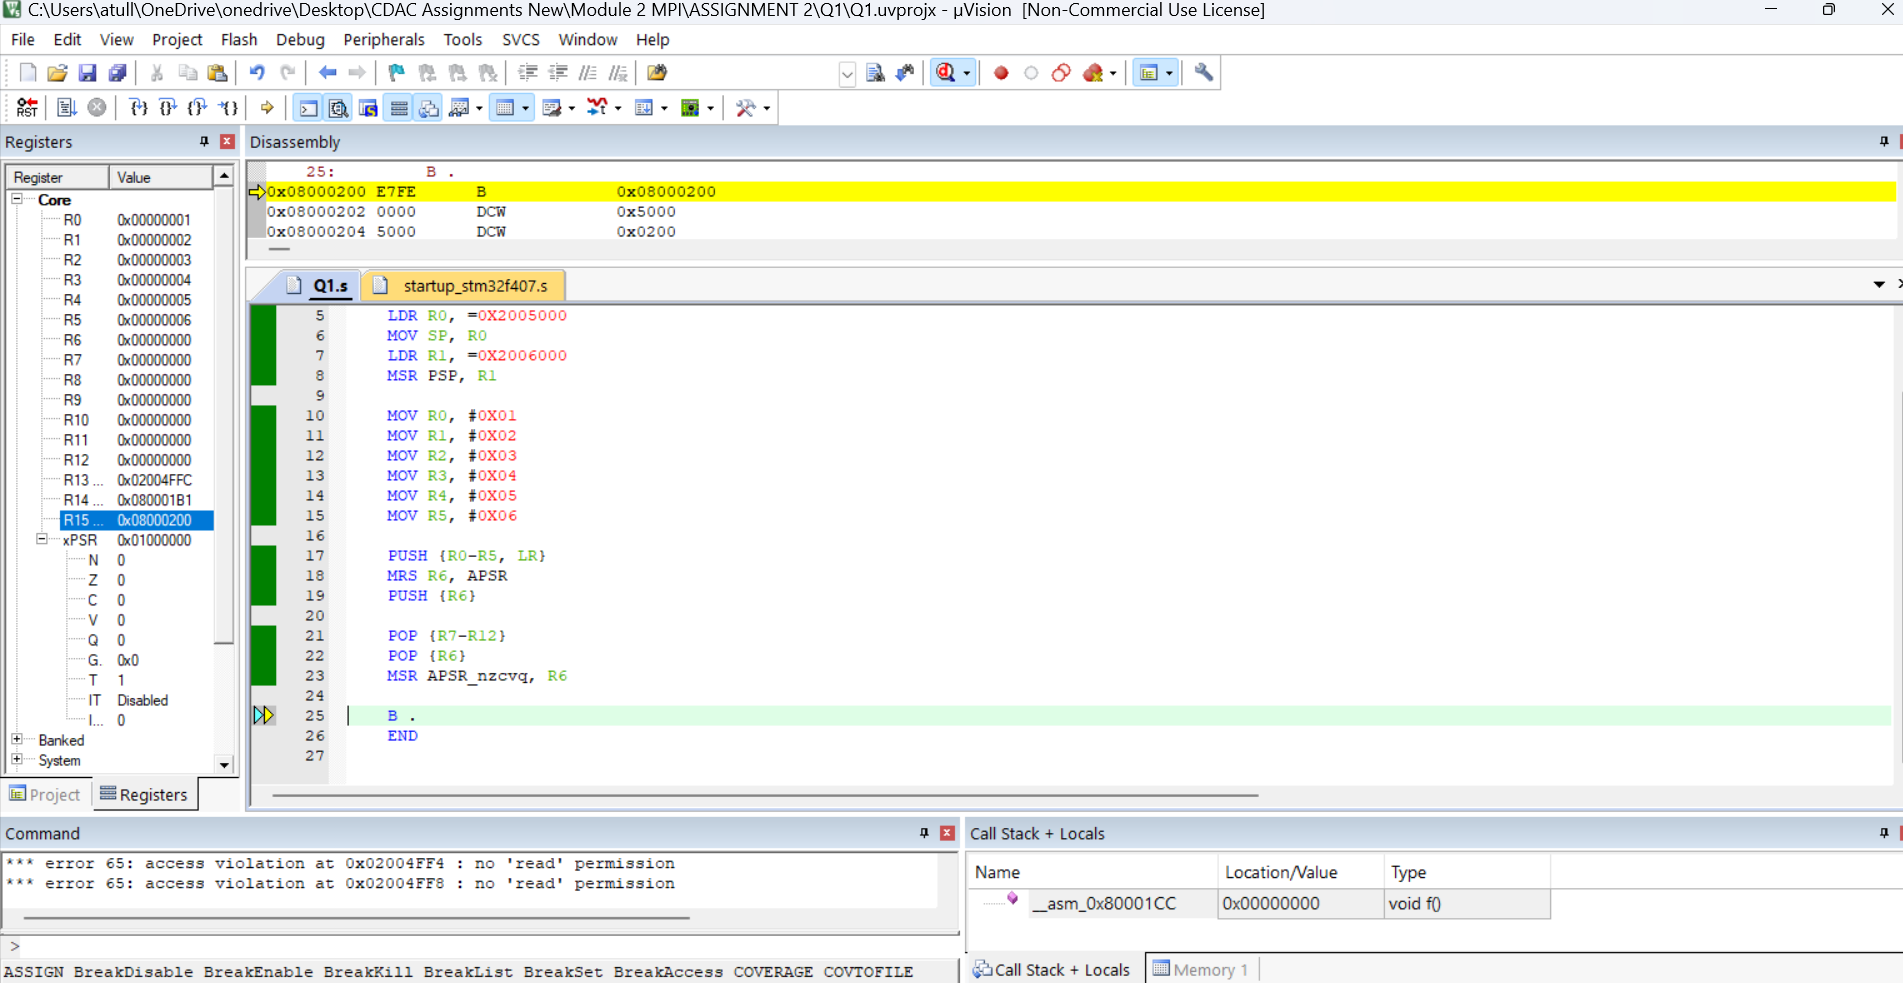 C:\Users\atull\OneDrive\onedrive\Desktop\CDAC Assignments New\Module 2 MPI\ASSIGNMENT 2\Q1\Q1.uvprojx - µVision [Non-Commercial Use License]
File Edit View Project Flash Debug Peripherals Tools SVCS Window Help
RST
Registers
Register Value
Core
R0 0x00000001
R1 0x00000002
R2 0x00000003
R3 0x00000004
R4 0x00000005
R5 0x00000006
R6 0x00000000
R7 0x00000000
R8 0x00000000
R9 0x00000000
R10 0x00000000
R11 0x00000000
R12 0x00000000
R13 ... 0x02004FFC
R14 ... 0x080001B1
R15 ... 0x08000200
xPSR 0x01000000
N 0
Z 0
C 0
V 0
Q 0
G. 0x0
T 1
IT Disabled
I... 0
Banked
System
Project Registers
Disassembly
25: B .
0x08000200 E7FE B 0x08000200
0x08000202 0000 DCW 0x5000
0x08000204 5000 DCW 0x0200
Q1.s startup_stm32f407.s
5 LDR R0, =0X2005000
6 MOV SP, R0
7 LDR R1, =0X2006000
8 MSR PSP, R1
9
10 MOV R0, #0X01
11 MOV R1, #0X02
12 MOV R2, #0X03
13 MOV R3, #0X04
14 MOV R4, #0X05
15 MOV R5, #0X06
16
17 PUSH {R0-R5, LR}
18 MRS R6, APSR
19 PUSH {R6}
20
21 POP {R7-R12}
22 POP {R6}
23 MSR APSR_nzcvq, R6
24
25 B .
26 END
27
Command
*** error 65: access violation at 0x02004FF4 : no 'read' permission
*** error 65: access violation at 0x02004FF8 : no 'read' permission
>
ASSIGN BreakDisable BreakEnable BreakKill BreakList BreakSet BreakAccess COVERAGE COVTOFILE
Call Stack + Locals
Name Location/Value Type
__asm_0x80001CC 0x00000000 void f()
Call Stack + Locals Memory 1